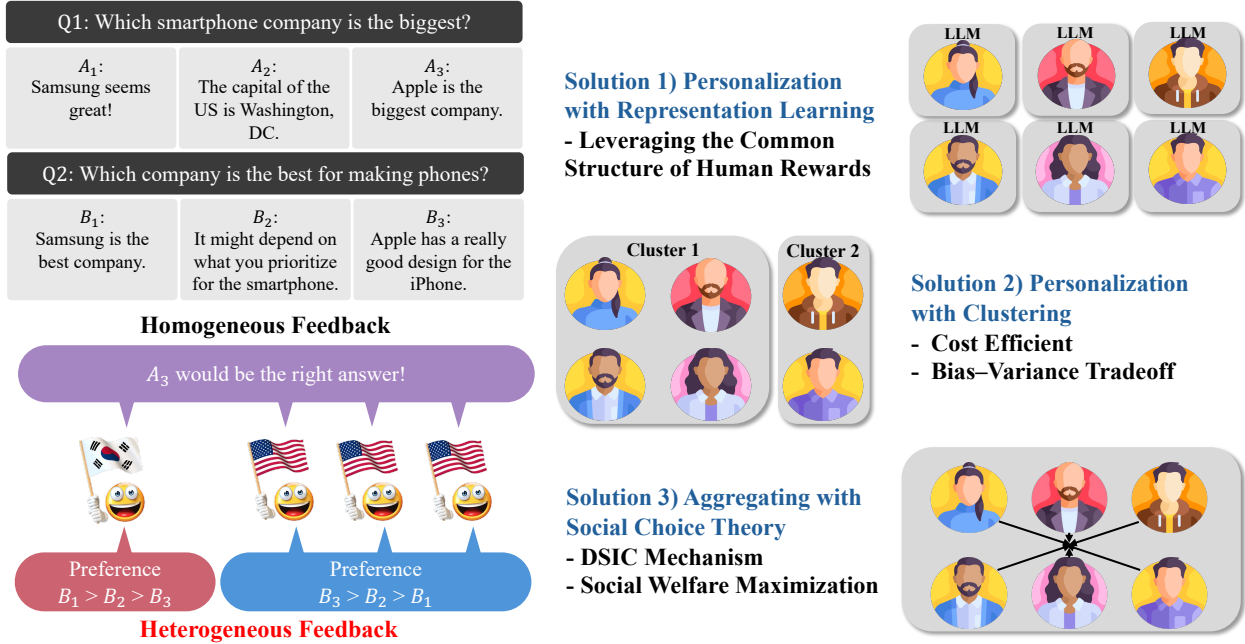 Q1: Which smartphone company is the biggest?
A₁:
Samsung seems
great!
A₂:
The capital of the
US is Washington,
DC.
A₃:
Apple is the
biggest company.
Q2: Which company is the best for making phones?
B₁:
Samsung is the
best company.
B₂:
It might depend on
what you prioritize
for the smartphone.
B₃:
Apple has a really
good design for the
iPhone.
Homogeneous Feedback
A₃ would be the right answer!
Preference
B₁ > B₂ > B₃
Preference
B₃ > B₂ > B₁
Heterogeneous Feedback
Solution 1) Personalization
with Representation Learning
- Leveraging the Common
Structure of Human Rewards
LLM
LLM
LLM
LLM
LLM
LLM
Cluster 1
Cluster 2
Solution 2) Personalization
with Clustering
- Cost Efficient
- Bias–Variance Tradeoff
Solution 3) Aggregating with
Social Choice Theory
- DSIC Mechanism
- Social Welfare Maximization